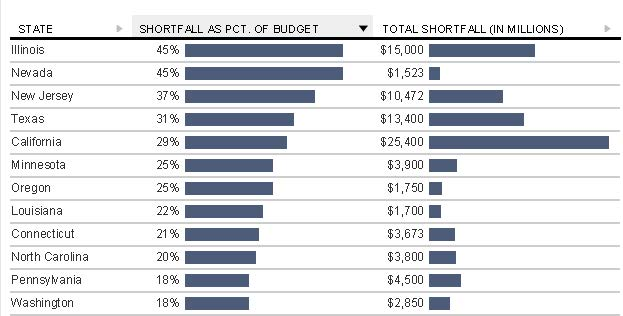 STATE SHORTFALL AS PCT. OF BUDGET TOTAL SHORTFALL (IN MILLIONS)
Illinois 45% $15,000
Nevada 45% $1,523
New Jersey 37% $10,472
Texas 31% $13,400
California 29% $25,400
Minnesota 25% $3,900
Oregon 25% $1,750
Louisiana 22% $1,700
Connecticut 21% $3,673
North Carolina 20% $3,800
Pennsylvania 18% $4,500
Washington 18% $2,850